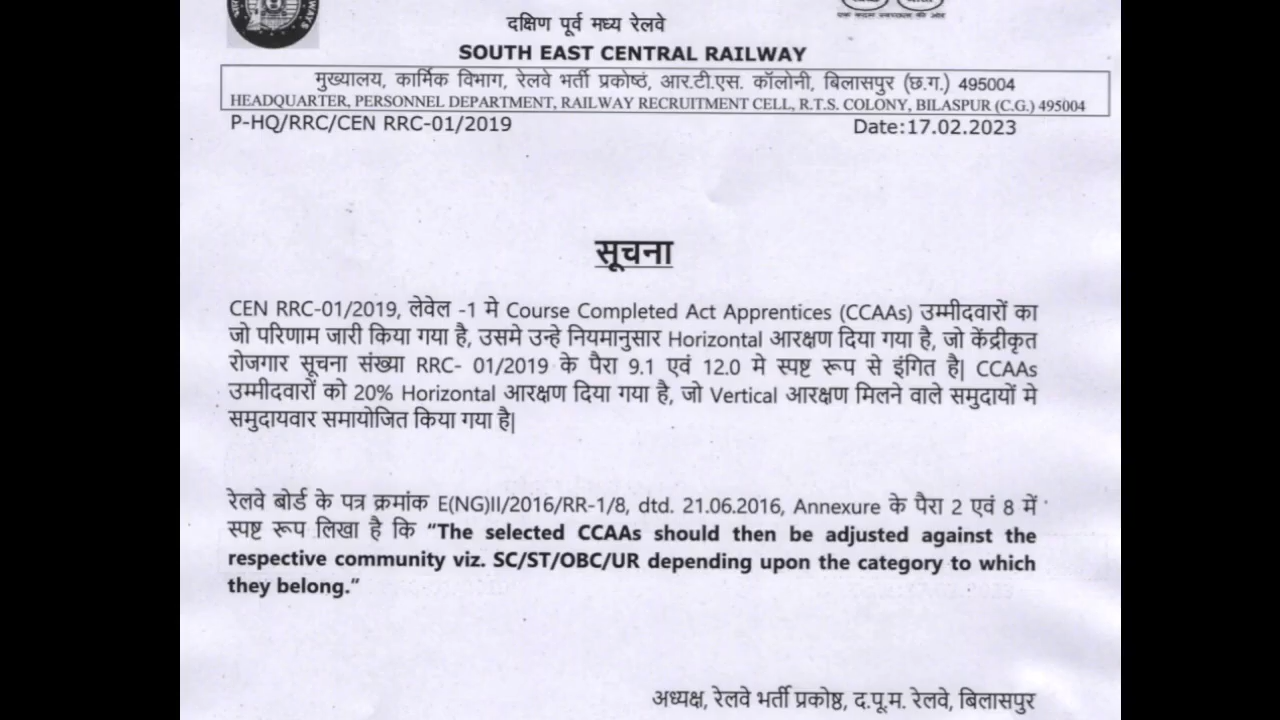 दक्षिण पूर्व मध्य रेलवे
SOUTH EAST CENTRAL RAILWAY
मुख्यालय, कार्मिक विभाग, रेलवे भर्ती प्रकोष्ठ, आर.टी.एस. कॉलोनी, बिलासपुर (छ.ग.) 495004
HEADQUARTER, PERSONNEL DEPARTMENT, RAILWAY RECRUITMENT CELL, R.T.S. COLONY, BILASPUR (C.G.) 495004
P-HQ/RRC/CEN RRC-01/2019 Date:17.02.2023
सूचना
CEN RRC-01/2019, लेवेल -1 मे Course Completed Act Apprentices (CCAAs) उम्मीदवारों का
जो परिणाम जारी किया गया है, उसमे उन्हे नियमानुसार Horizontal आरक्षण दिया गया है, जो केंद्रीकृत
रोजगार सूचना संख्या RRC- 01/2019 के पैरा 9.1 एवं 12.0 मे स्पष्ट रूप से इंगित है| CCAAs
उम्मीदवारों को 20% Horizontal आरक्षण दिया गया है, जो Vertical आरक्षण मिलने वाले समुदायों मे
समुदायवार समायोजित किया गया है|
रेलवे बोर्ड के पत्र क्रमांक E(NG)II/2016/RR-1/8, dtd. 21.06.2016, Annexure के पैरा 2 एवं 8 में
स्पष्ट रूप लिखा है कि “The selected CCAAs should then be adjusted against the
respective community viz. SC/ST/OBC/UR depending upon the category to which
they belong.“
अध्यक्ष, रेलवे भर्ती प्रकोष्ठ, द.पू.म. रेलवे, बिलासपुर